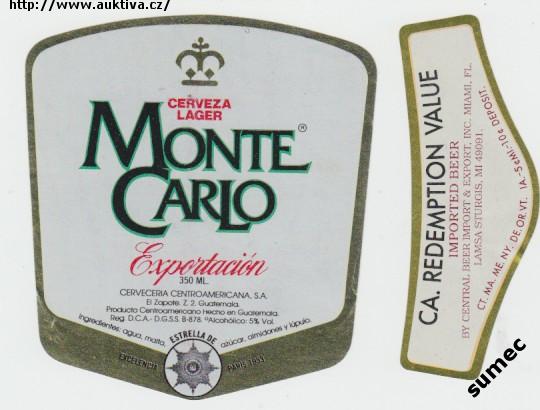 http://www.auktiva.cz/
CERVEZA
LAGER
MONTE ®
CARLO
Exportación
350 ML.
CERVECERIA CENTROAMERICANA, S.A.
El Zapote, Z. 2, Guatemala.
Producto Centroamericano Hecho en Guatemala.
Reg. D.C.A.- D.G.S.S. B-878. °Alcohólico: 5% Vol.
Ingredientes: agua, malta, azúcar, almidones y lúpulo.
ESTRELLA DE
EXCELENCIA PARIS 1953
CA. REDEMPTION VALUE
IMPORTED BEER
BY CENTRAL BEER IMPORT & EXPORT, INC. MIAMI, FL.
LAMSA STURGIS, MI 49091.
CT. MA. ME. NY. DE. OR. VT. IA.-5¢ MI-10¢ DEPOSIT.
sumec